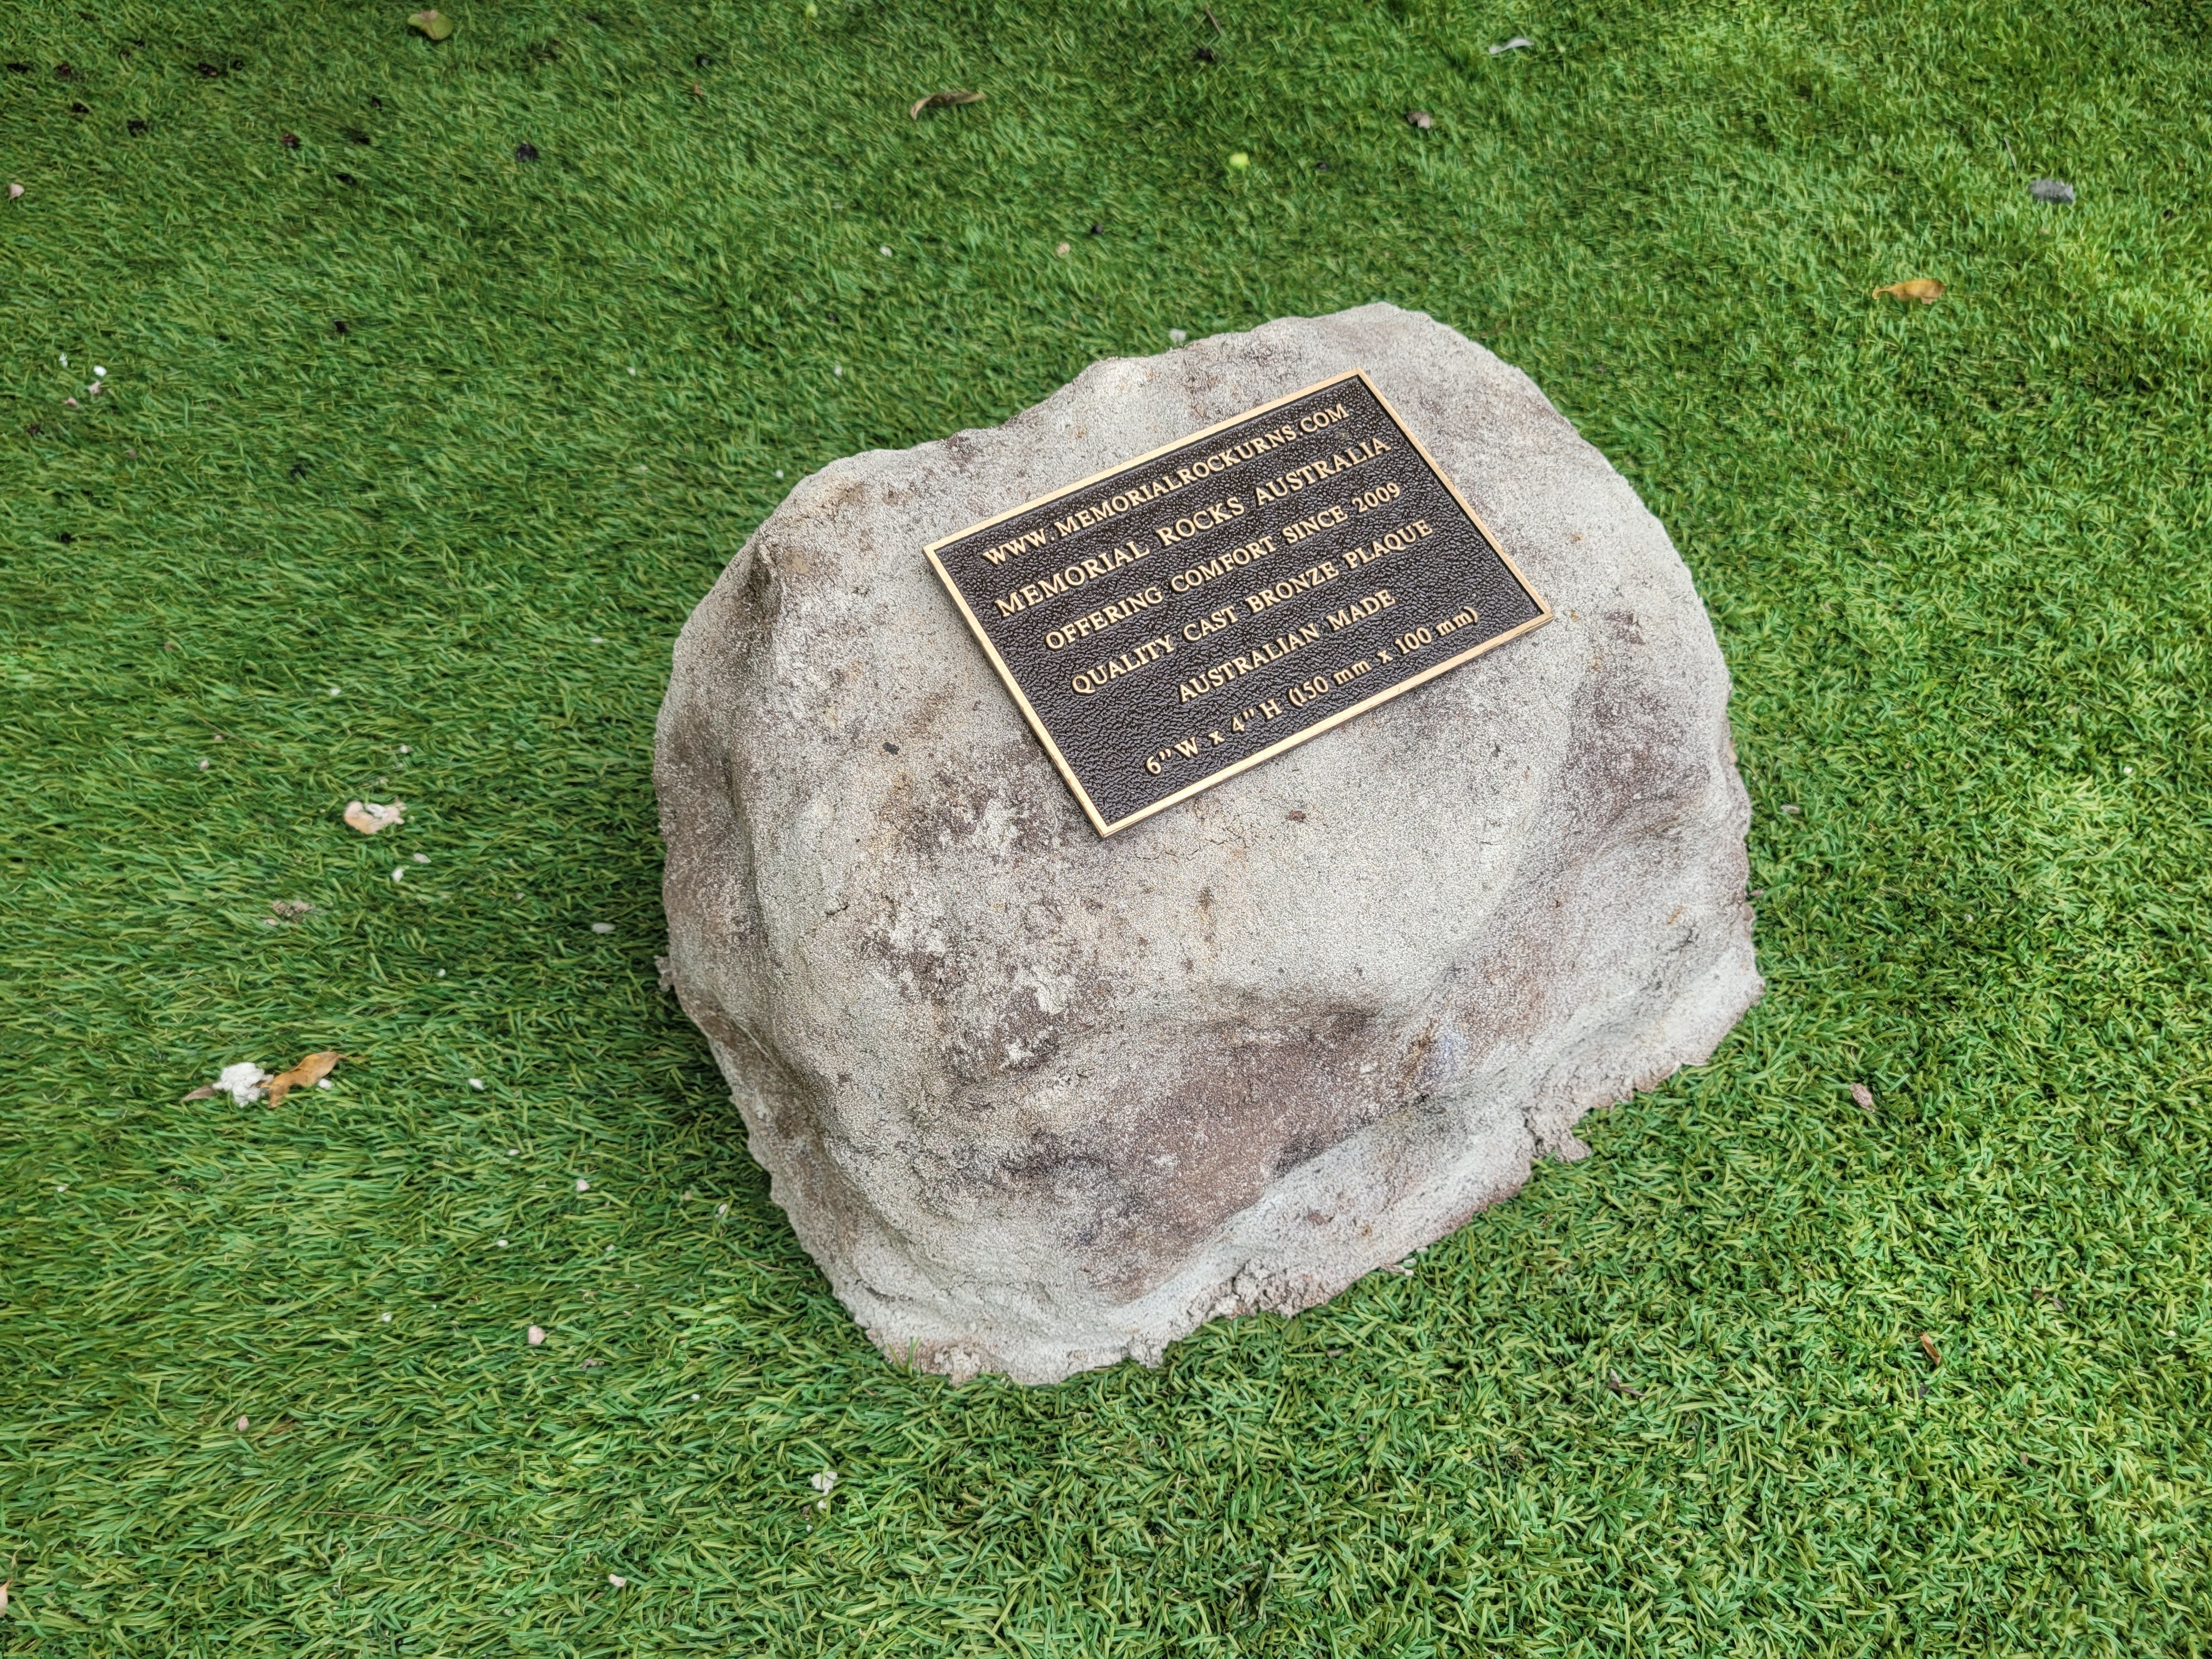 WWW.MEMORIALROCKURNS.COM
MEMORIAL ROCKS AUSTRALIA
OFFERING COMFORT SINCE 2009
QUALITY CAST BRONZE PLAQUE
AUSTRALIAN MADE
6"W x 4"H (150 mm x 100 mm)